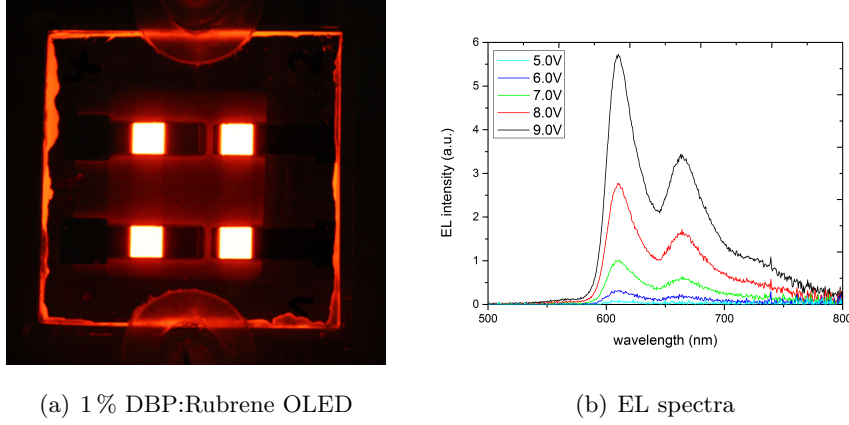 6
5
4
3
2
1
0
500
600
700
800
EL intensity (a.u.)
wavelength (nm)
5.0V
6.0V
7.0V
8.0V
9.0V
(a) 1 % DBP:Rubrene OLED
(b) EL spectra